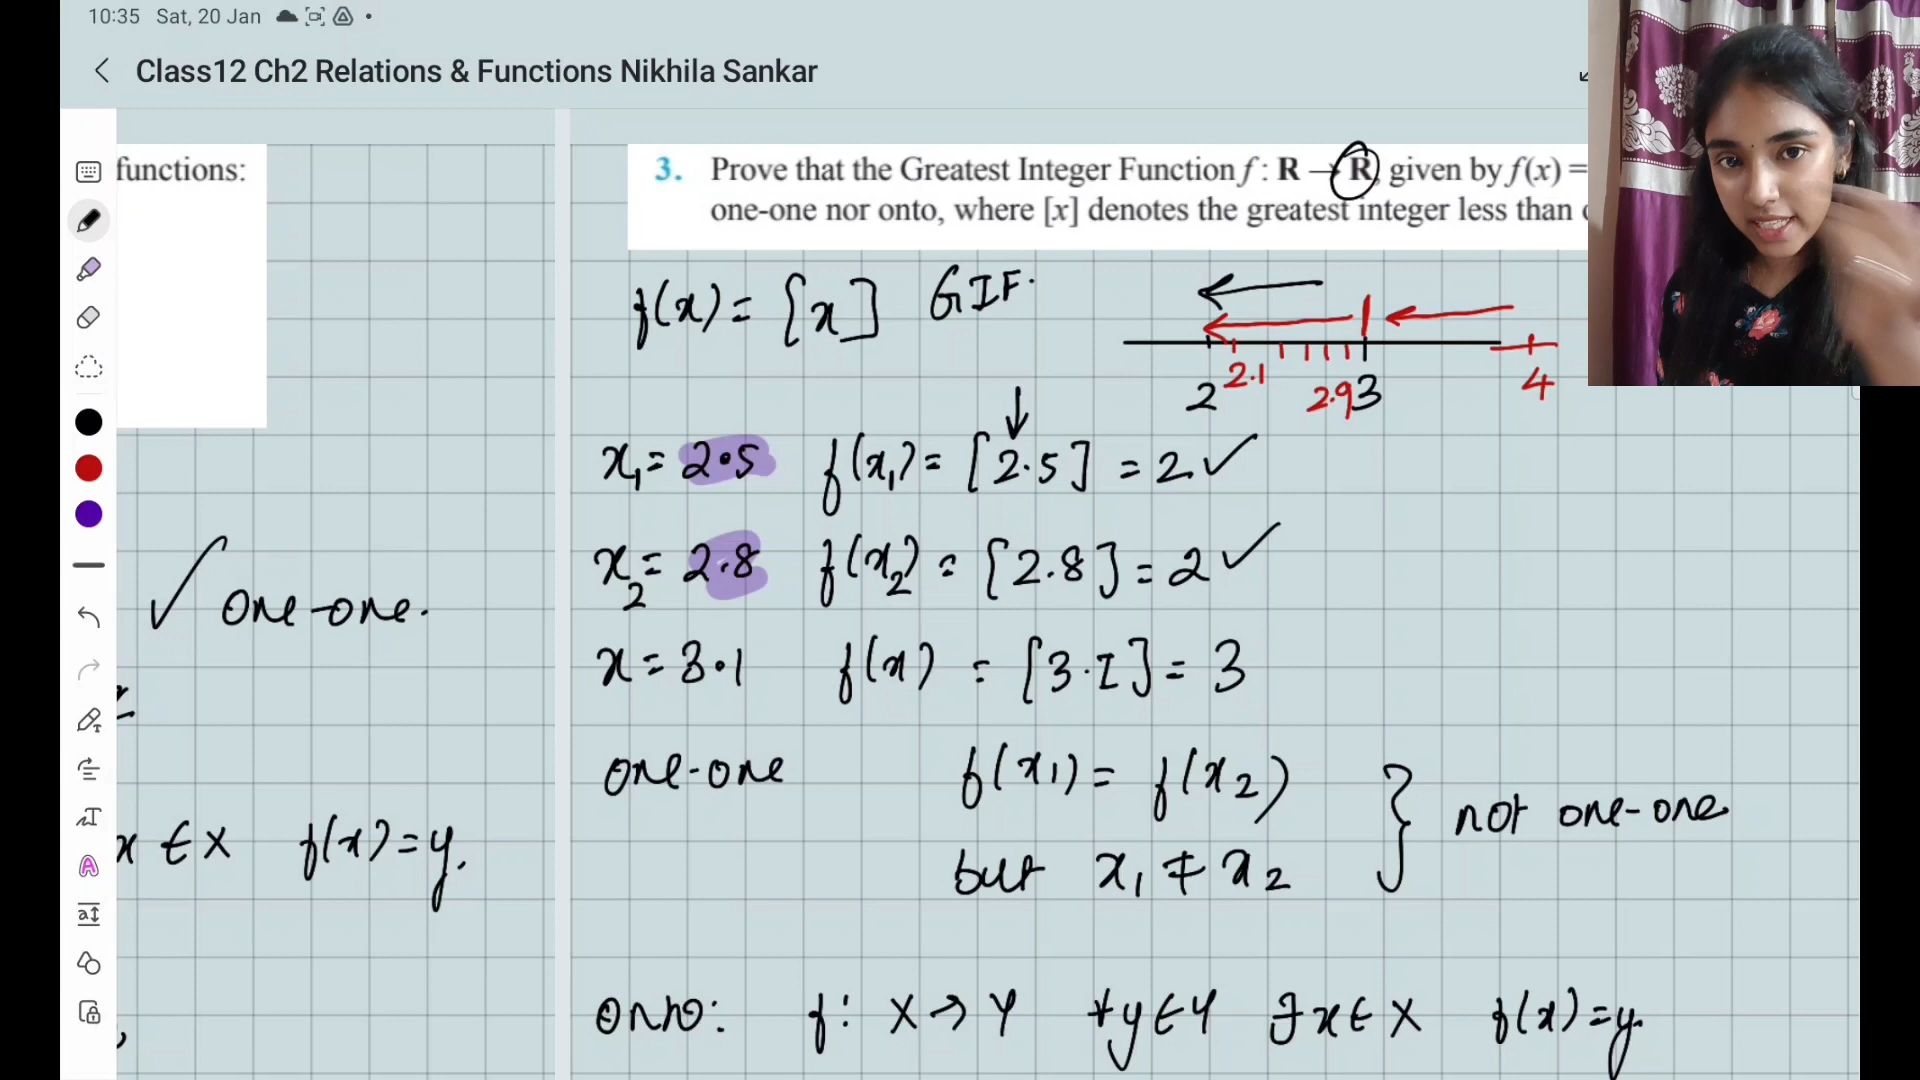 10:35 Sat, 20 Jan
Class12 Ch2 Relations & Functions Nikhila Sankar
functions:
3. Prove that the Greatest Integer Function f : R → R, given by f(x) =
one-one nor onto, where [x] denotes the greatest integer less than
f(x) = [x] GIF.
2 2.1 2.9 3 4
x₁ = 2.5 f(x₁) = [2.5] = 2 ✓
x₂ = 2.8 f(x₂) = [2.8] = 2 ✓
✓ one-one.
x = 3.1 f(x) = [3.1] = 3
one-one f(x₁) = f(x₂)
but x₁ ≠ x₂ } not one-one
x ∈ X f(x) = y.
Onto: f: X → Y ∀y∈Y ∃x∈X f(x)=y.